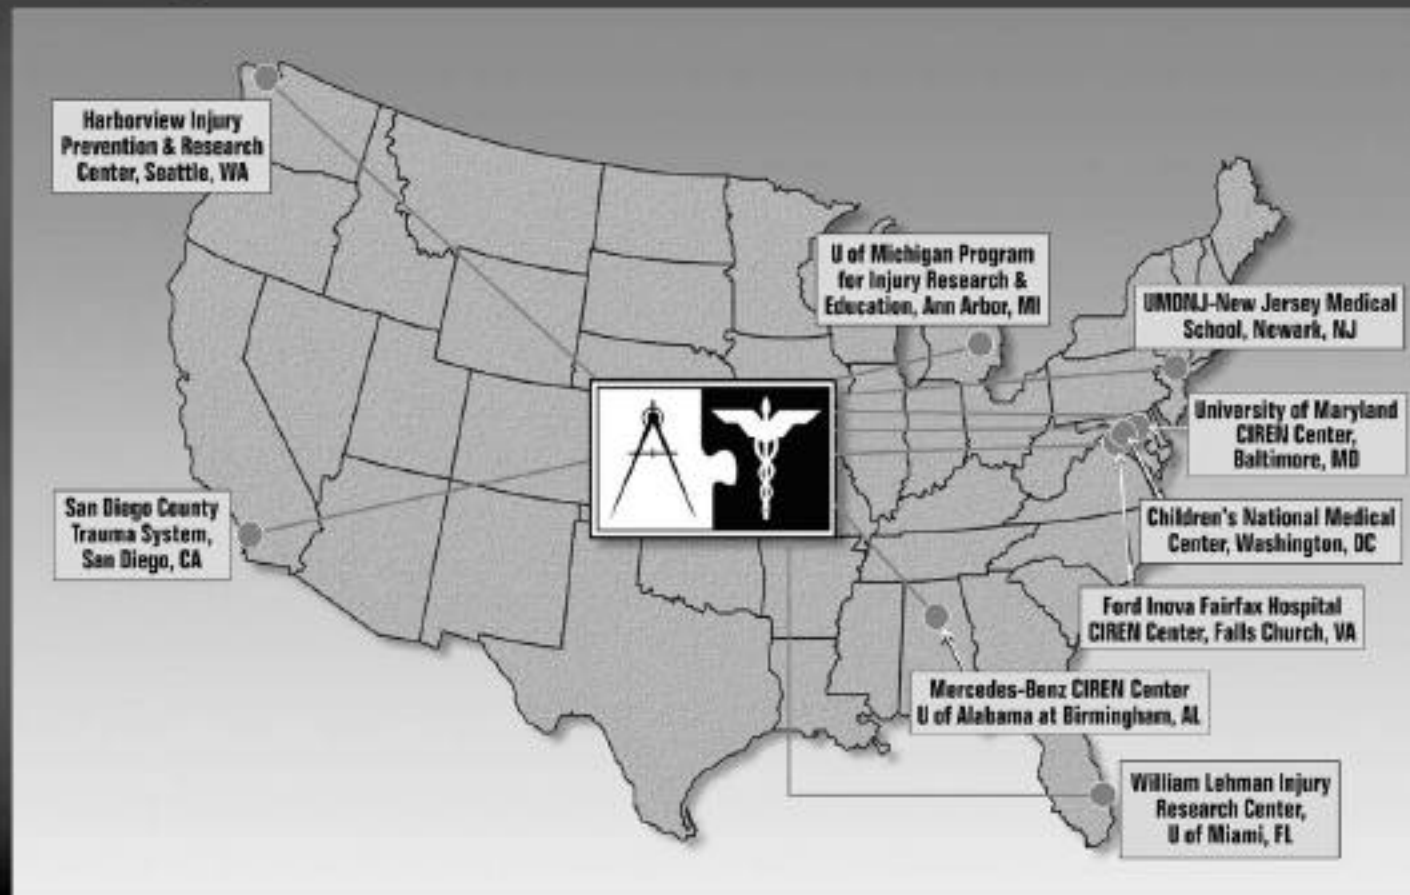 Harborview Injury
Prevention & Research
Center, Seattle, WA
U of Michigan Program
for Injury Research &
Education, Ann Arbor, MI
UMDNJ-New Jersey Medical
School, Newark, NJ
University of Maryland
CIREN Center,
Baltimore, MD
San Diego County
Trauma System,
San Diego, CA
Children's National Medical
Center, Washington, DC
Ford Inova Fairfax Hospital
CIREN Center, Falls Church, VA
Mercedes-Benz CIREN Center
U of Alabama at Birmingham, AL
William Lehman Injury
Research Center,
U of Miami, FL